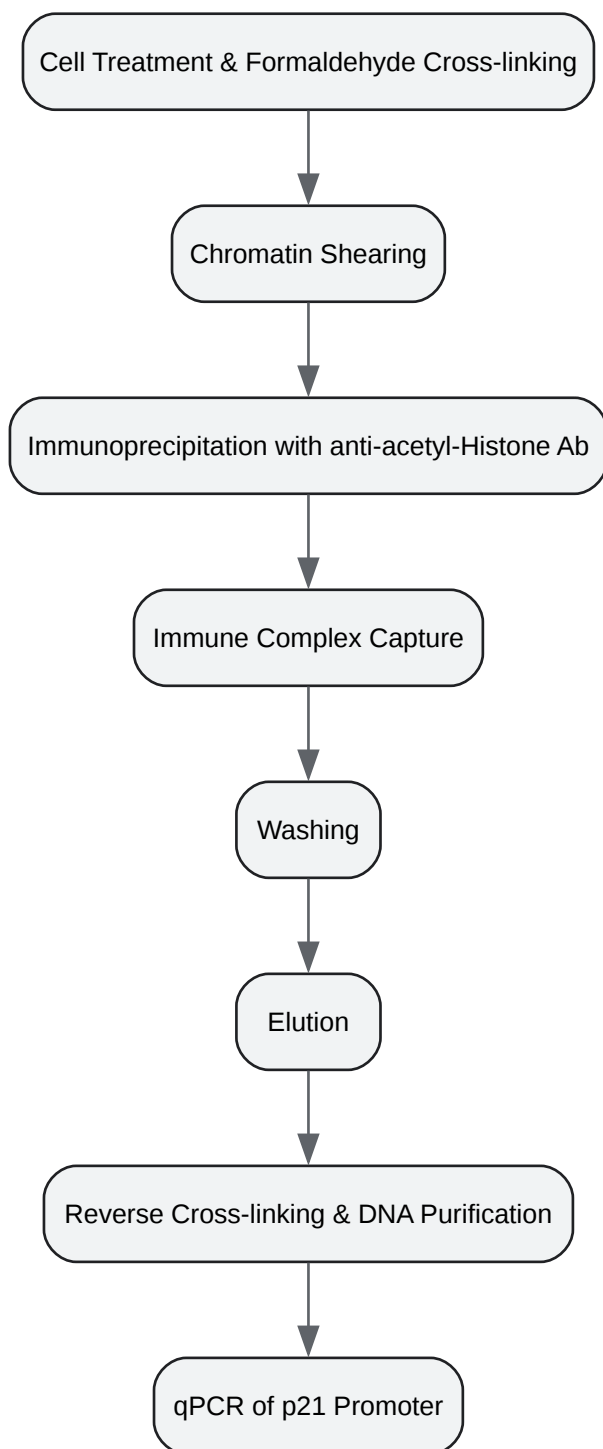 Cell Treatment & Formaldehyde Cross-linking
Chromatin Shearing
Immunoprecipitation with anti-acetyl-Histone Ab
Immune Complex Capture
Washing
Elution
Reverse Cross-linking & DNA Purification
qPCR of p21 Promoter